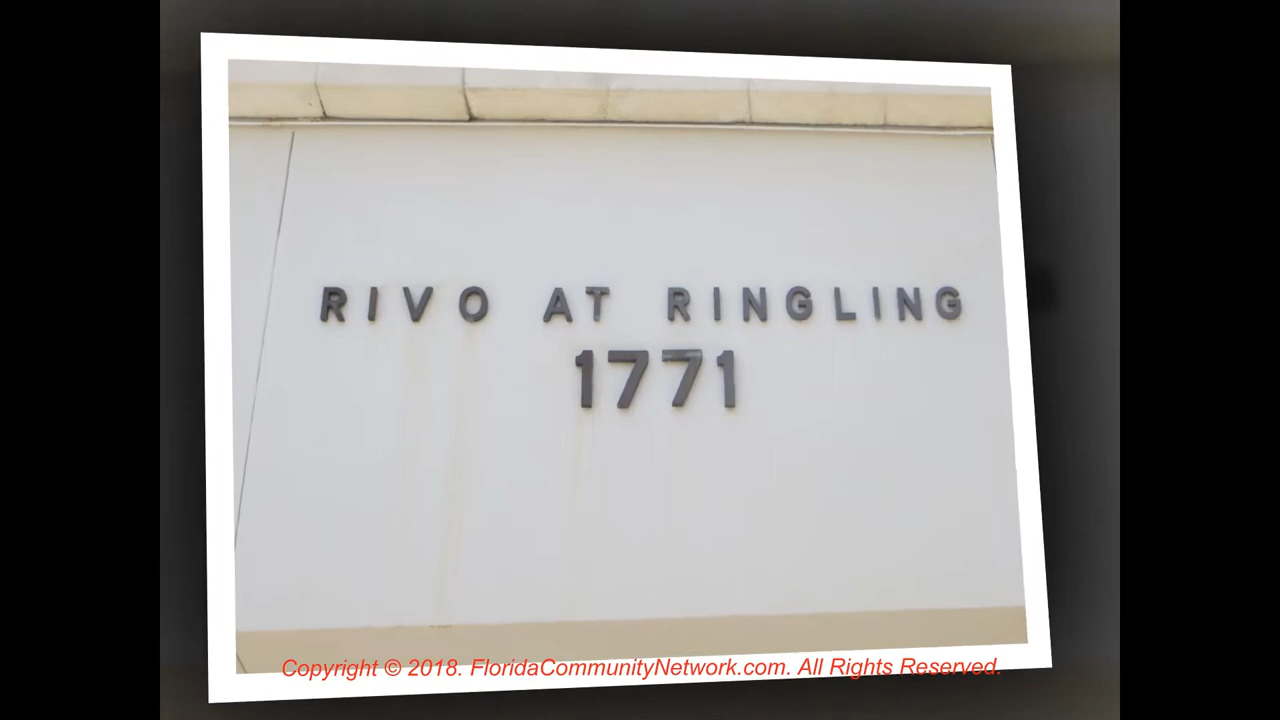 RIVO AT RINGLING
1771
Copyright © 2018. FloridaCommunityNetwork.com. All Rights Reserved.